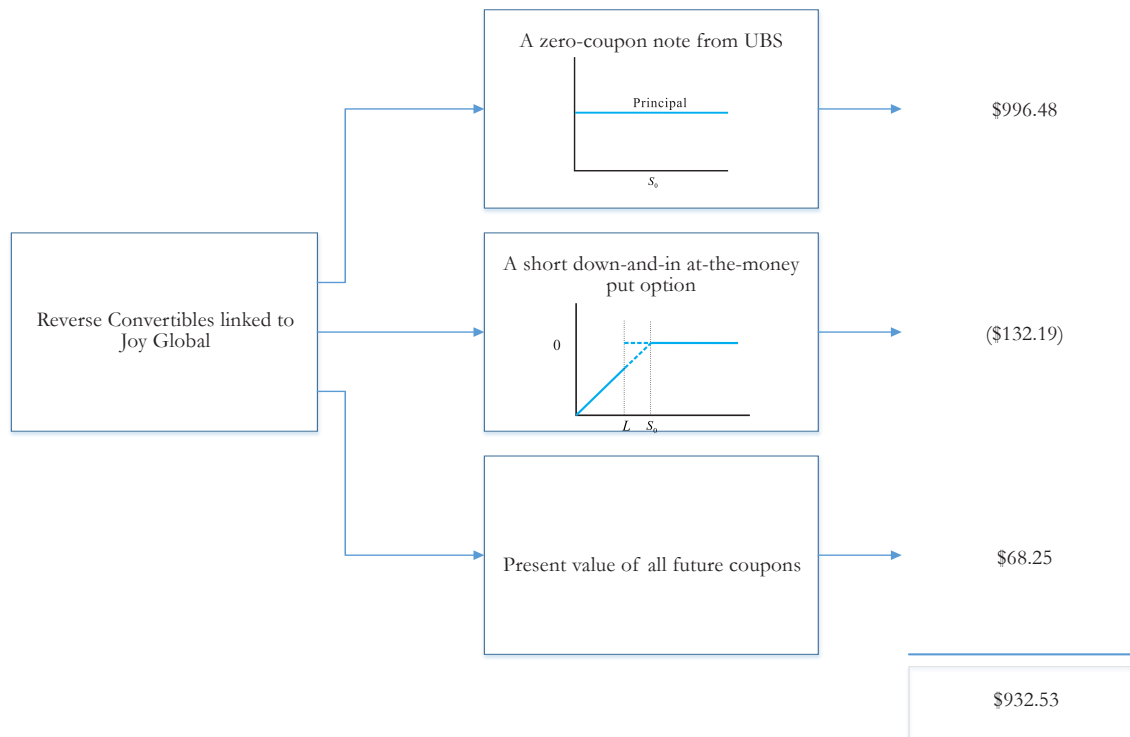 A zero-coupon note from UBS
Principal
S₀
$996.48
Reverse Convertibles linked to
Joy Global
A short down-and-in at-the-money
put option
0
L S₀
($132.19)
Present value of all future coupons
$68.25
$932.53